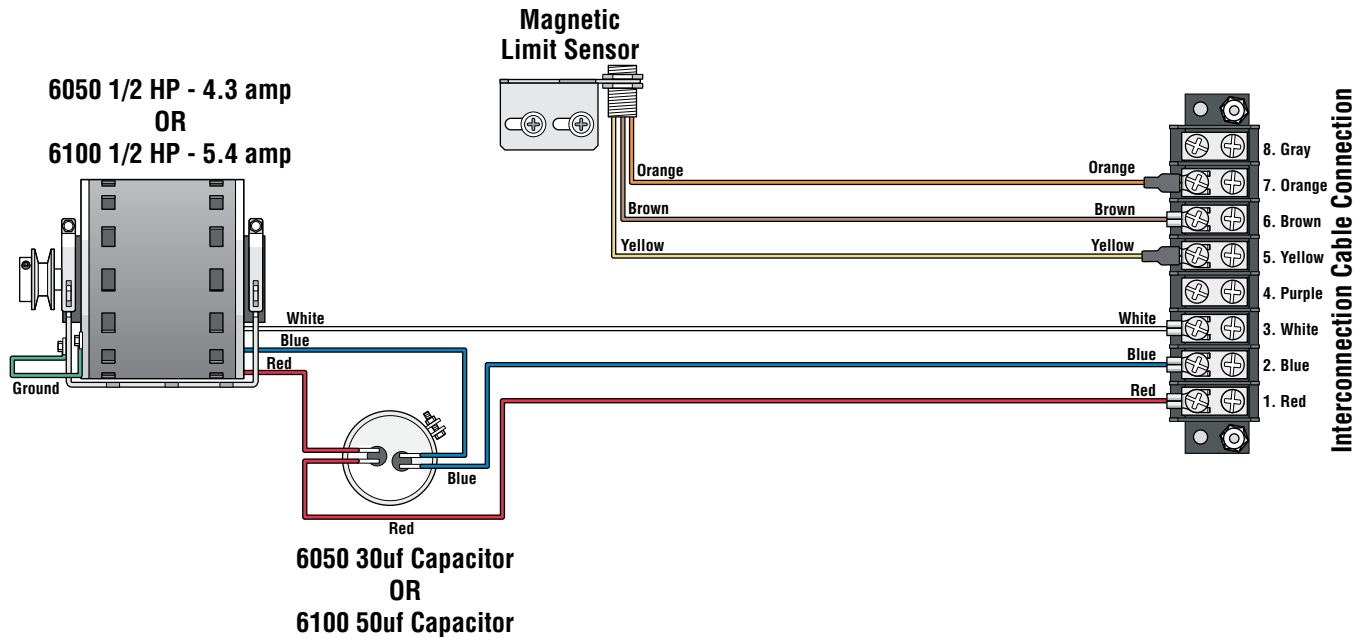 Magnetic
Limit Sensor
6050 1/2 HP - 4.3 amp
OR
6100 1/2 HP - 5.4 amp
Orange
Orange
Brown
Brown
Yellow
Yellow
White
White
Blue
Blue
Red
Red
Ground
Blue
Red
6050 30uf Capacitor
OR
6100 50uf Capacitor
8. Gray
7. Orange
6. Brown
5. Yellow
4. Purple
3. White
2. Blue
1. Red
Interconnection Cable Connection